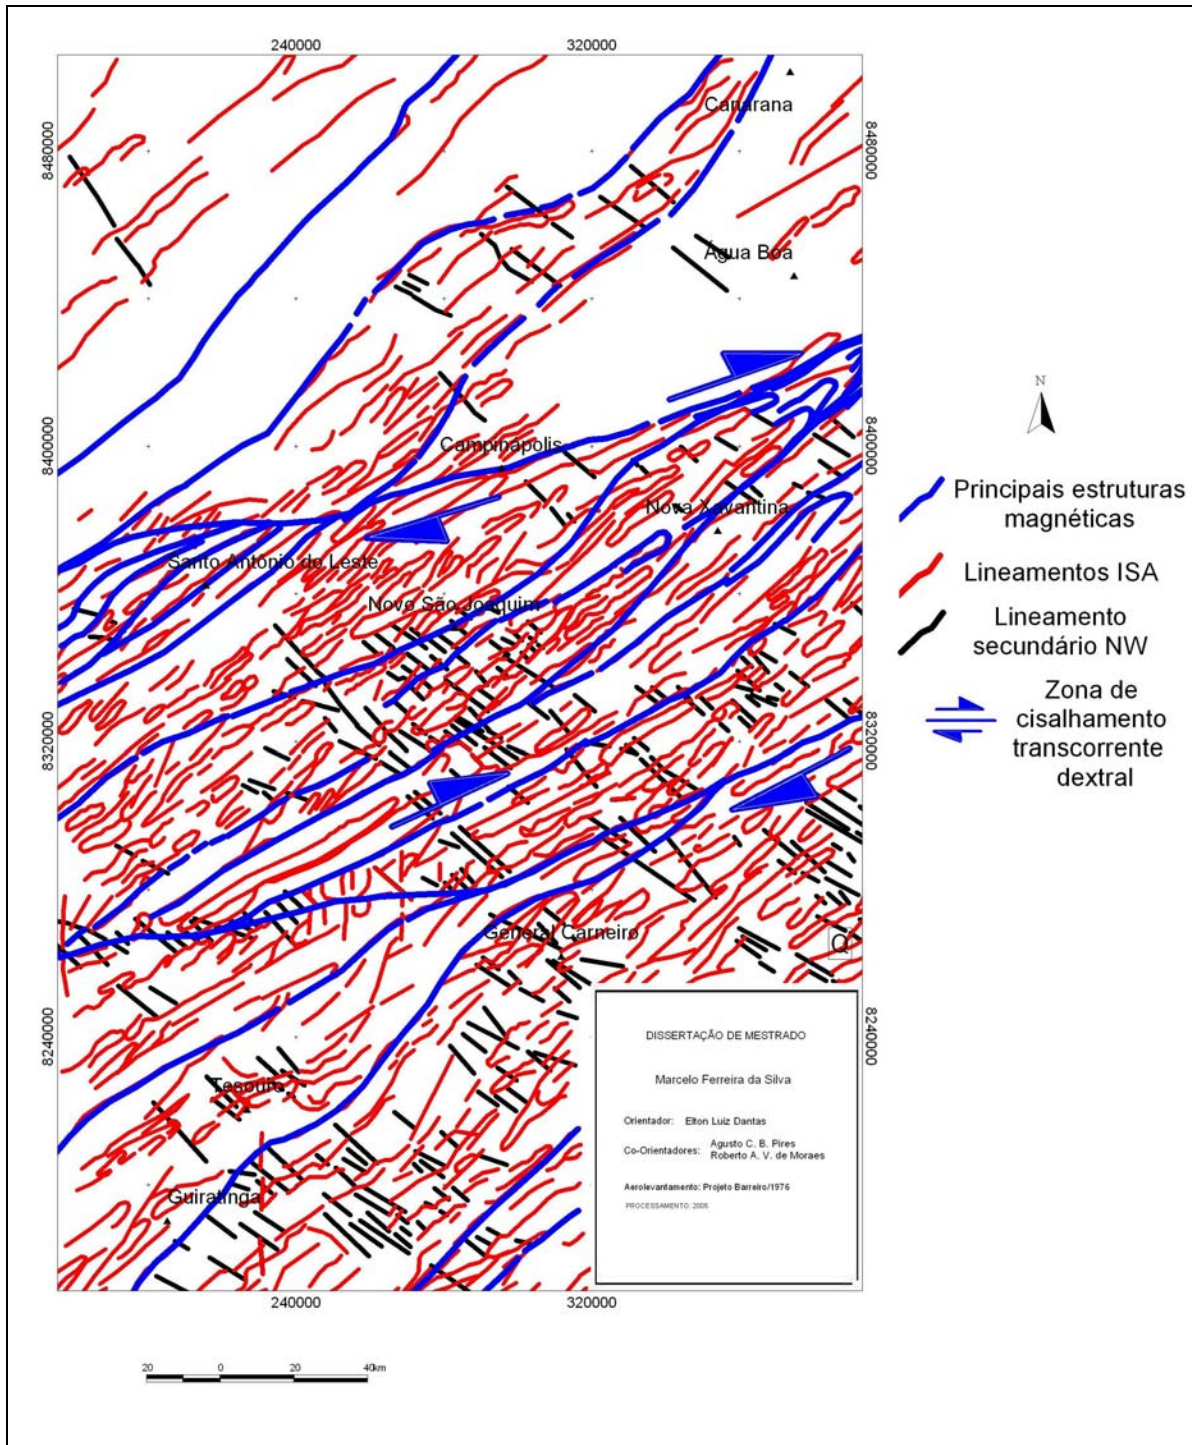 240000
320000
Canarana
8480000
8480000
Água Boa
N
8400000
8400000
Campinápolis
Nova Xavantina
Principais estruturas
magnéticas
Santo Antônio do Leste
Lineamentos ISA
Novo São Joaquim
Lineamento
secundário NW
Zona de
cisalhamento
transcorrente
dextral
8320000
8320000
General Carneiro
Q
8240000
8240000
DISSERTAÇÃO DE MESTRADO
Marcelo Ferreira da Silva
Orientador: Elton Luiz Dantas
Co-Orientadores: Agusto C. B. Pires
Roberto A. V. de Moraes
Aerolevantamento: Projeto Barreiro/1976
PROCESSAMENTO: 2005
Tesouro
Guiratinga
240000
320000
20 0 20 40km